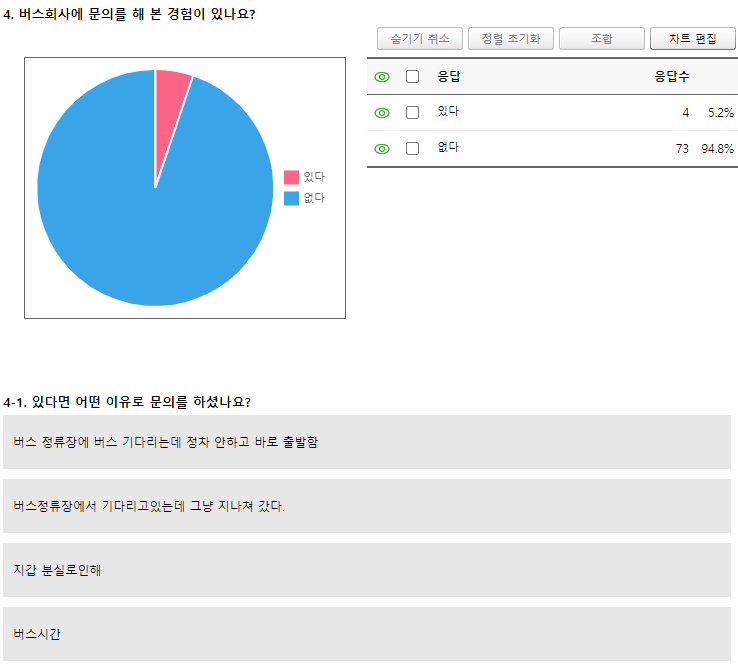 4. 버스회사에 문의를 해 본 경험이 있나요?
숨기기 취소 정렬 초기화 조합 차트 편집
응답 응답수
있다 4 5.2%
없다 73 94.8%
있다
없다
4-1. 있다면 어떤 이유로 문의를 하셨나요?
버스 정류장에 버스 기다리는데 정차 안하고 바로 출발함
버스정류장에서 기다리고있는데 그냥 지나쳐 갔다.
지갑 분실로인해
버스시간